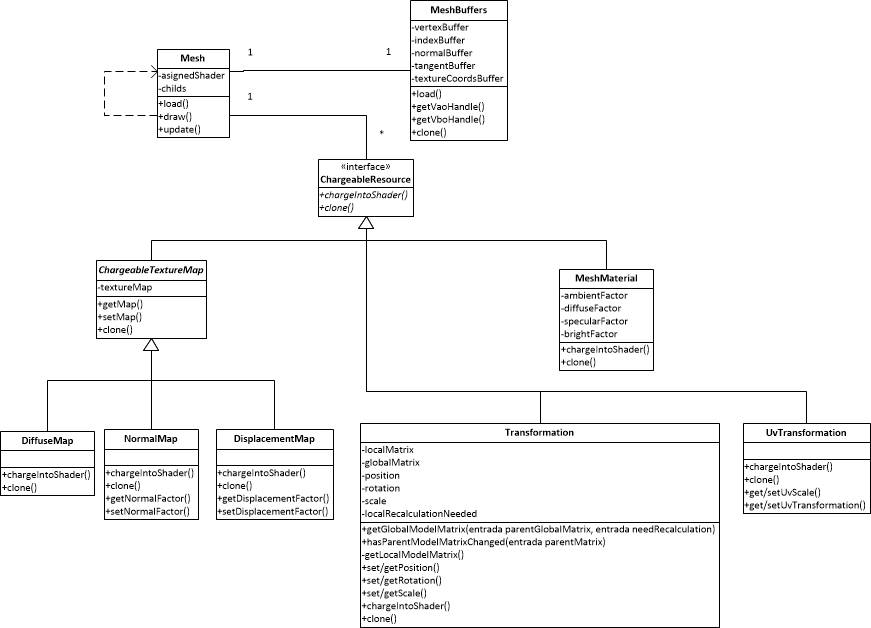 MeshBuffers
-vertexBuffer
-indexBuffer
-normalBuffer
-tangentBuffer
-textureCoordsBuffer
+load()
+getVaoHandle()
+getVboHandle()
+clone()
Mesh
-asignedShader
-childs
+load()
+draw()
+update()
1
1
1
*
«interface»
ChargeableResource
+chargeIntoShader()
+clone()
ChargeableTextureMap
-textureMap
+getMap()
+setMap()
+clone()
MeshMaterial
-ambientFactor
-diffuseFactor
-specularFactor
-brightFactor
+chargeIntoShader()
+clone()
DiffuseMap
+chargeIntoShader()
+clone()
NormalMap
+chargeIntoShader()
+clone()
+getNormalFactor()
+setNormalFactor()
DisplacementMap
+chargeIntoShader()
+clone()
+getDisplacementFactor()
+setDisplacementFactor()
Transformation
-localMatrix
-globalMatrix
-position
-rotation
-scale
-localRecalculationNeeded
+getGlobalModelMatrix(entrada parentGlobalMatrix, entrada needRecalculation)
+hasParentModelMatrixChanged(entrada parentMatrix)
-getLocalModelMatrix()
+set/getPosition()
+set/getRotation()
+set/getScale()
+chargeIntoShader()
+clone()
UvTransformation
+chargeIntoShader()
+clone()
+get/setUvScale()
+get/setUvTransformation()